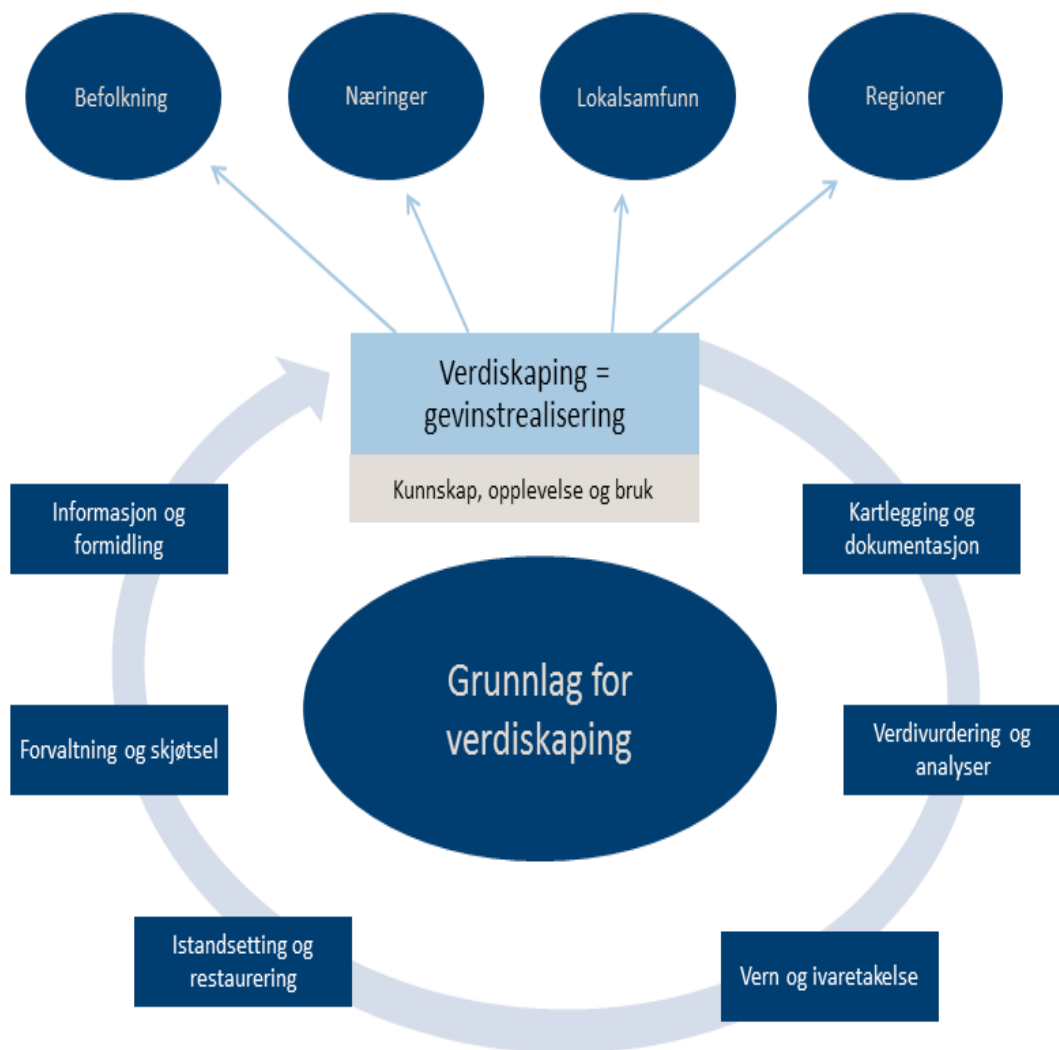 Befolkning
Næringer
Lokalsamfunn
Regioner
Verdiskaping =
gevinstrealisering
Kunnskap, opplevelse og bruk
Informasjon og
formidling
Kartlegging og
dokumentasjon
Grunnlag for
verdiskaping
Forvaltning og skjøtsel
Verdivurdering og
analyser
Istandsetting og
restaurering
Vern og ivaretakelse